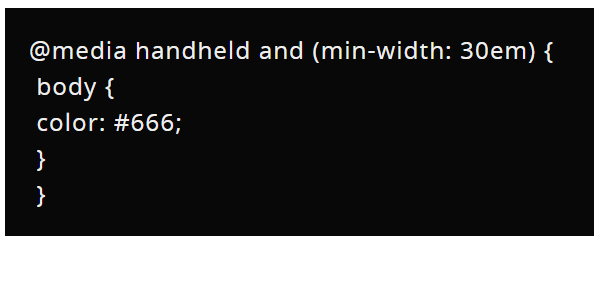 @media handheld and (min-width: 30em) {
body {
color: #666;
}
}